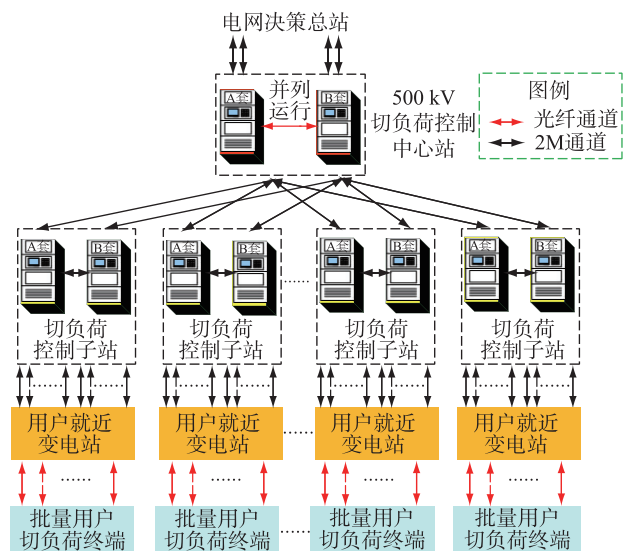 电网决策总站
A套
并列
运行
B套
500 kV
切负荷控制
中心站
图例
光纤通道
2M通道
A套
B套
A套
B套
A套
B套
A套
B套
......
切负荷
控制子站
切负荷
控制子站
切负荷
控制子站
切负荷
控制子站
...... ...... ...... ...... ...... ...... ...... ......
用户就近
变电站
用户就近
变电站
......
用户就近
变电站
用户就近
变电站
...... ...... ...... ......
批量用户
切负荷终端
批量用户
切负荷终端
......
批量用户
切负荷终端
批量用户
切负荷终端